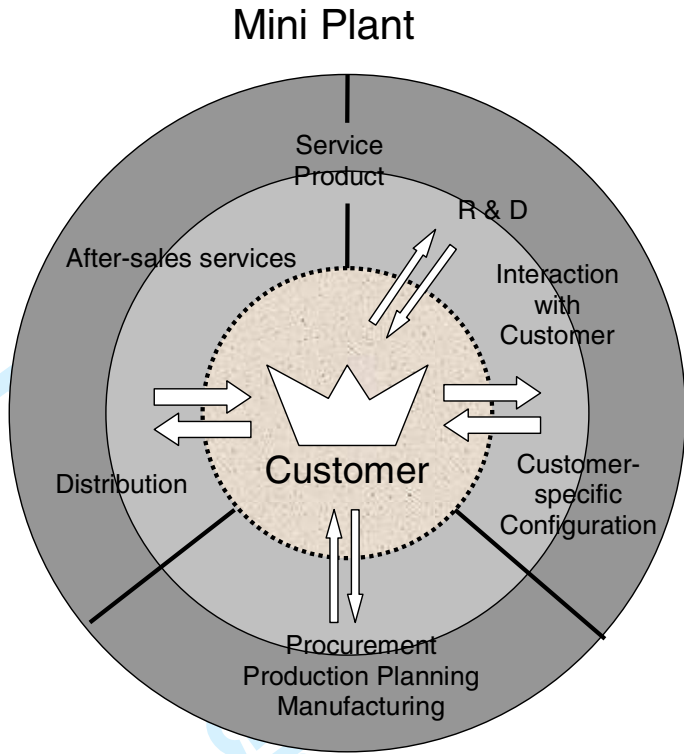 Mini Plant
Service
Product
R & D
After-sales services
Interaction
with
Customer
Customer
Distribution
Customer-
specific
Configuration
Procurement
Production Planning
Manufacturing